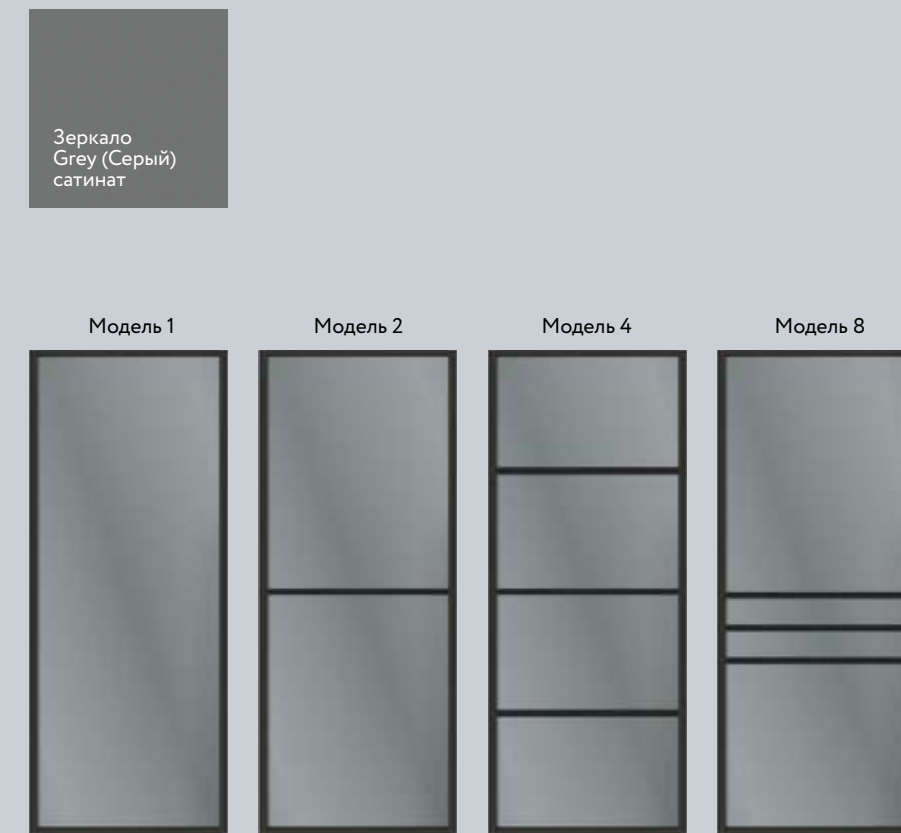 Зеркало
Grey (Серый)
сатинат
Модель 1
Модель 2
Модель 4
Модель 8